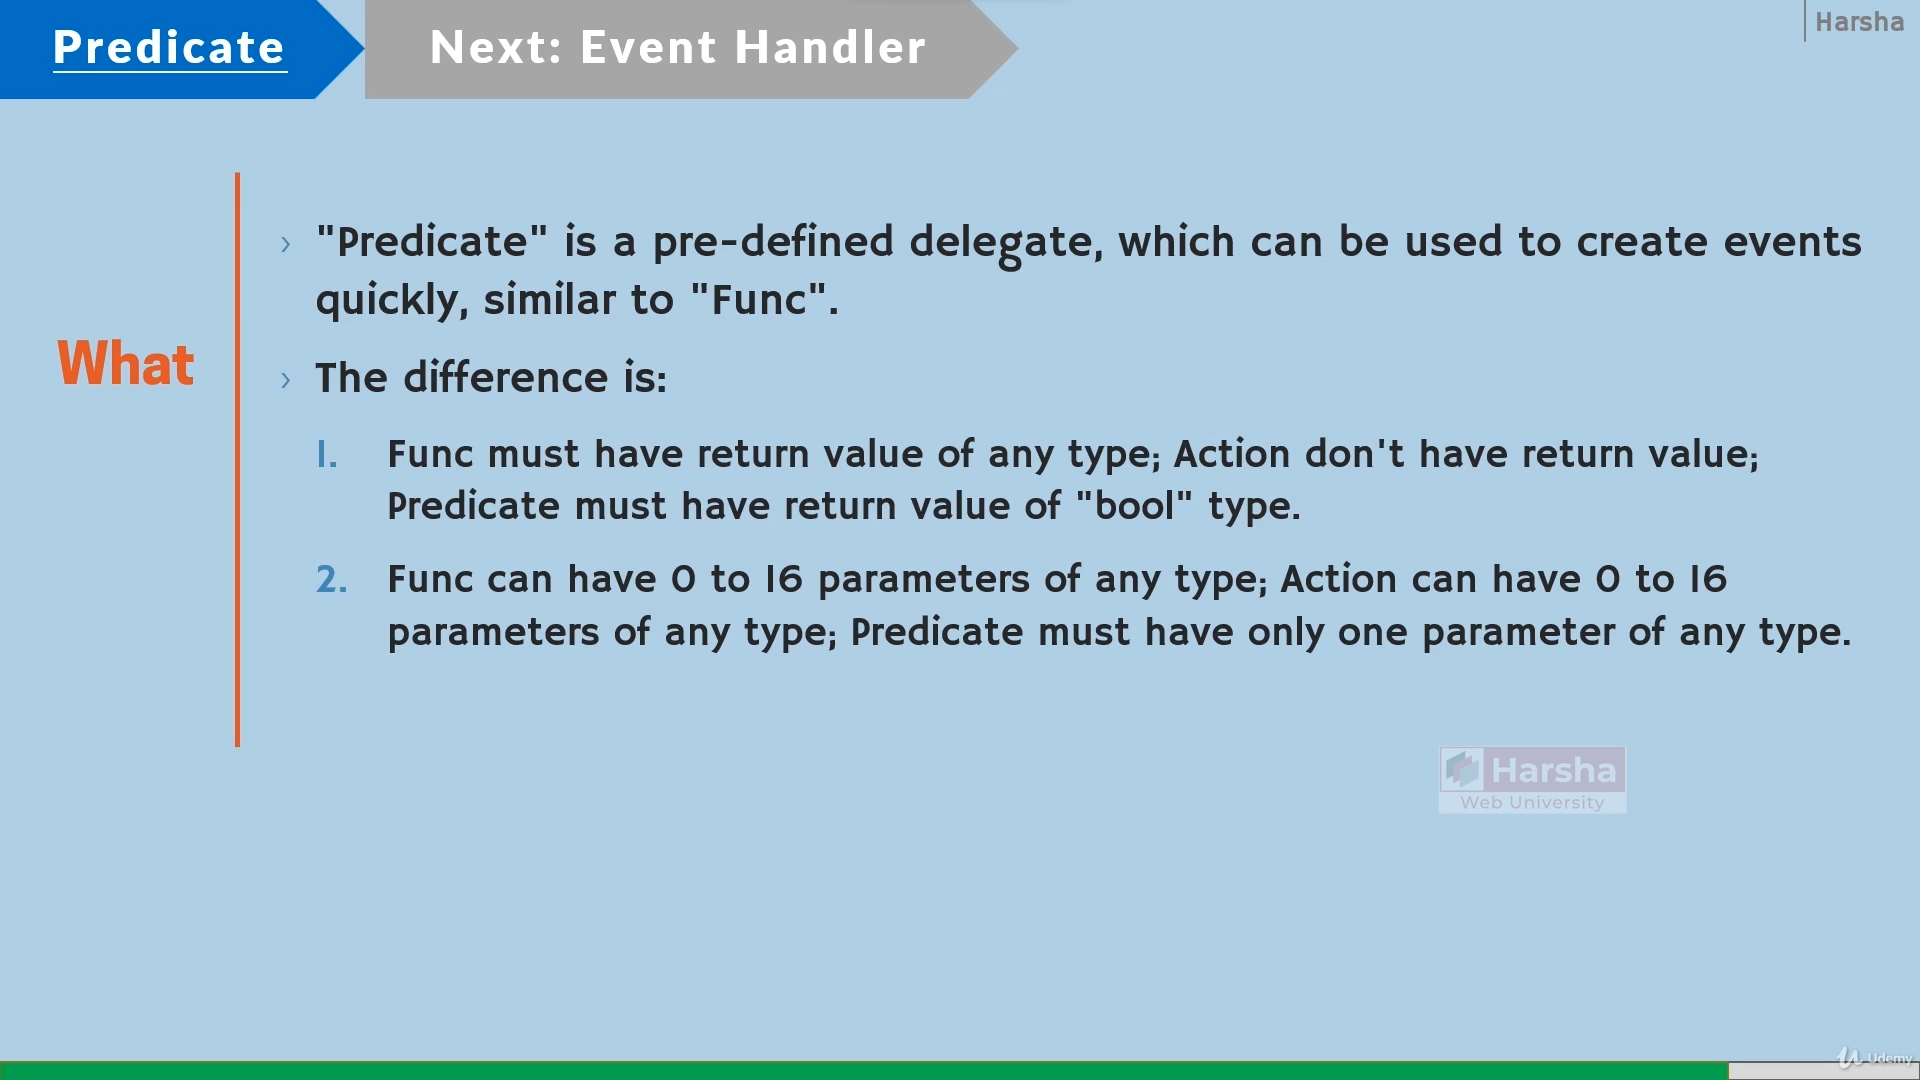 Predicate
Next: Event Handler
Harsha
› "Predicate" is a pre-defined delegate, which can be used to create events
quickly, similar to "Func".
What
› The difference is:
1. Func must have return value of any type; Action don't have return value;
Predicate must have return value of "bool" type.
2. Func can have 0 to 16 parameters of any type; Action can have 0 to 16
parameters of any type; Predicate must have only one parameter of any type.
Harsha
Web University
Udemy